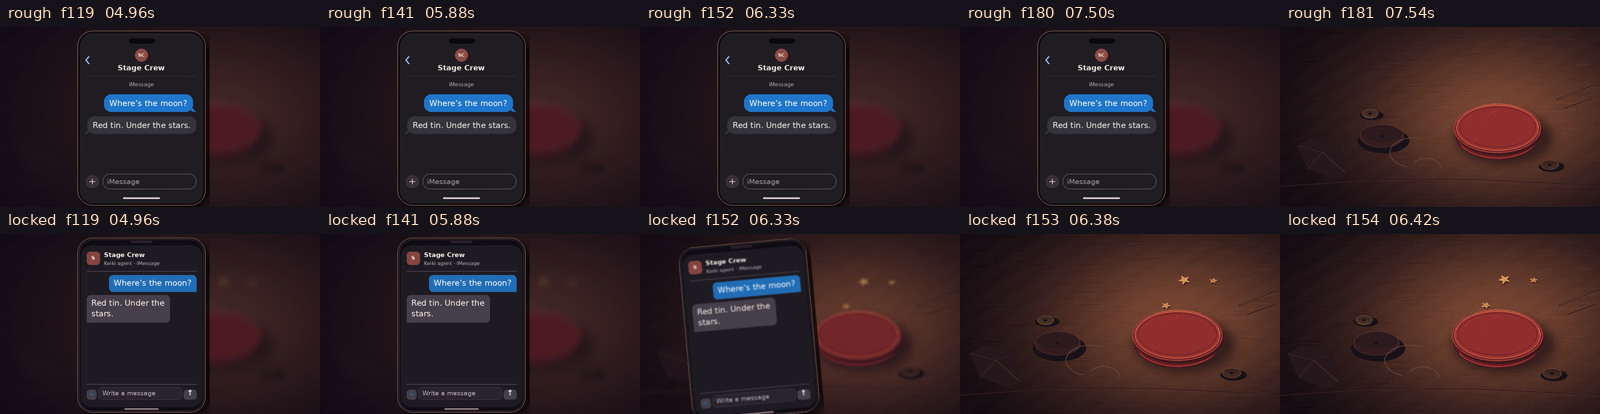 rough f119 04.96s
rough f141 05.88s
rough f152 06.33s
rough f180 07.50s
rough f181 07.54s
SC
Stage Crew
iMessage
Where's the moon?
Red tin. Under the stars.
+
iMessage
SC
Stage Crew
iMessage
Where's the moon?
Red tin. Under the stars.
+
iMessage
SC
Stage Crew
iMessage
Where's the moon?
Red tin. Under the stars.
+
iMessage
SC
Stage Crew
iMessage
Where's the moon?
Red tin. Under the stars.
+
iMessage
locked f119 04.96s
locked f141 05.88s
locked f152 06.33s
locked f153 06.38s
locked f154 06.42s
S
Stage Crew
Keiki agent · iMessage
Where's the moon?
Red tin. Under the
stars.
Write a message
S
Stage Crew
Keiki agent · iMessage
Where's the moon?
Red tin. Under the
stars.
Write a message
S
Stage Crew
Keiki agent · iMessage
Where's the moon?
Red tin. Under the
stars.
Write a message